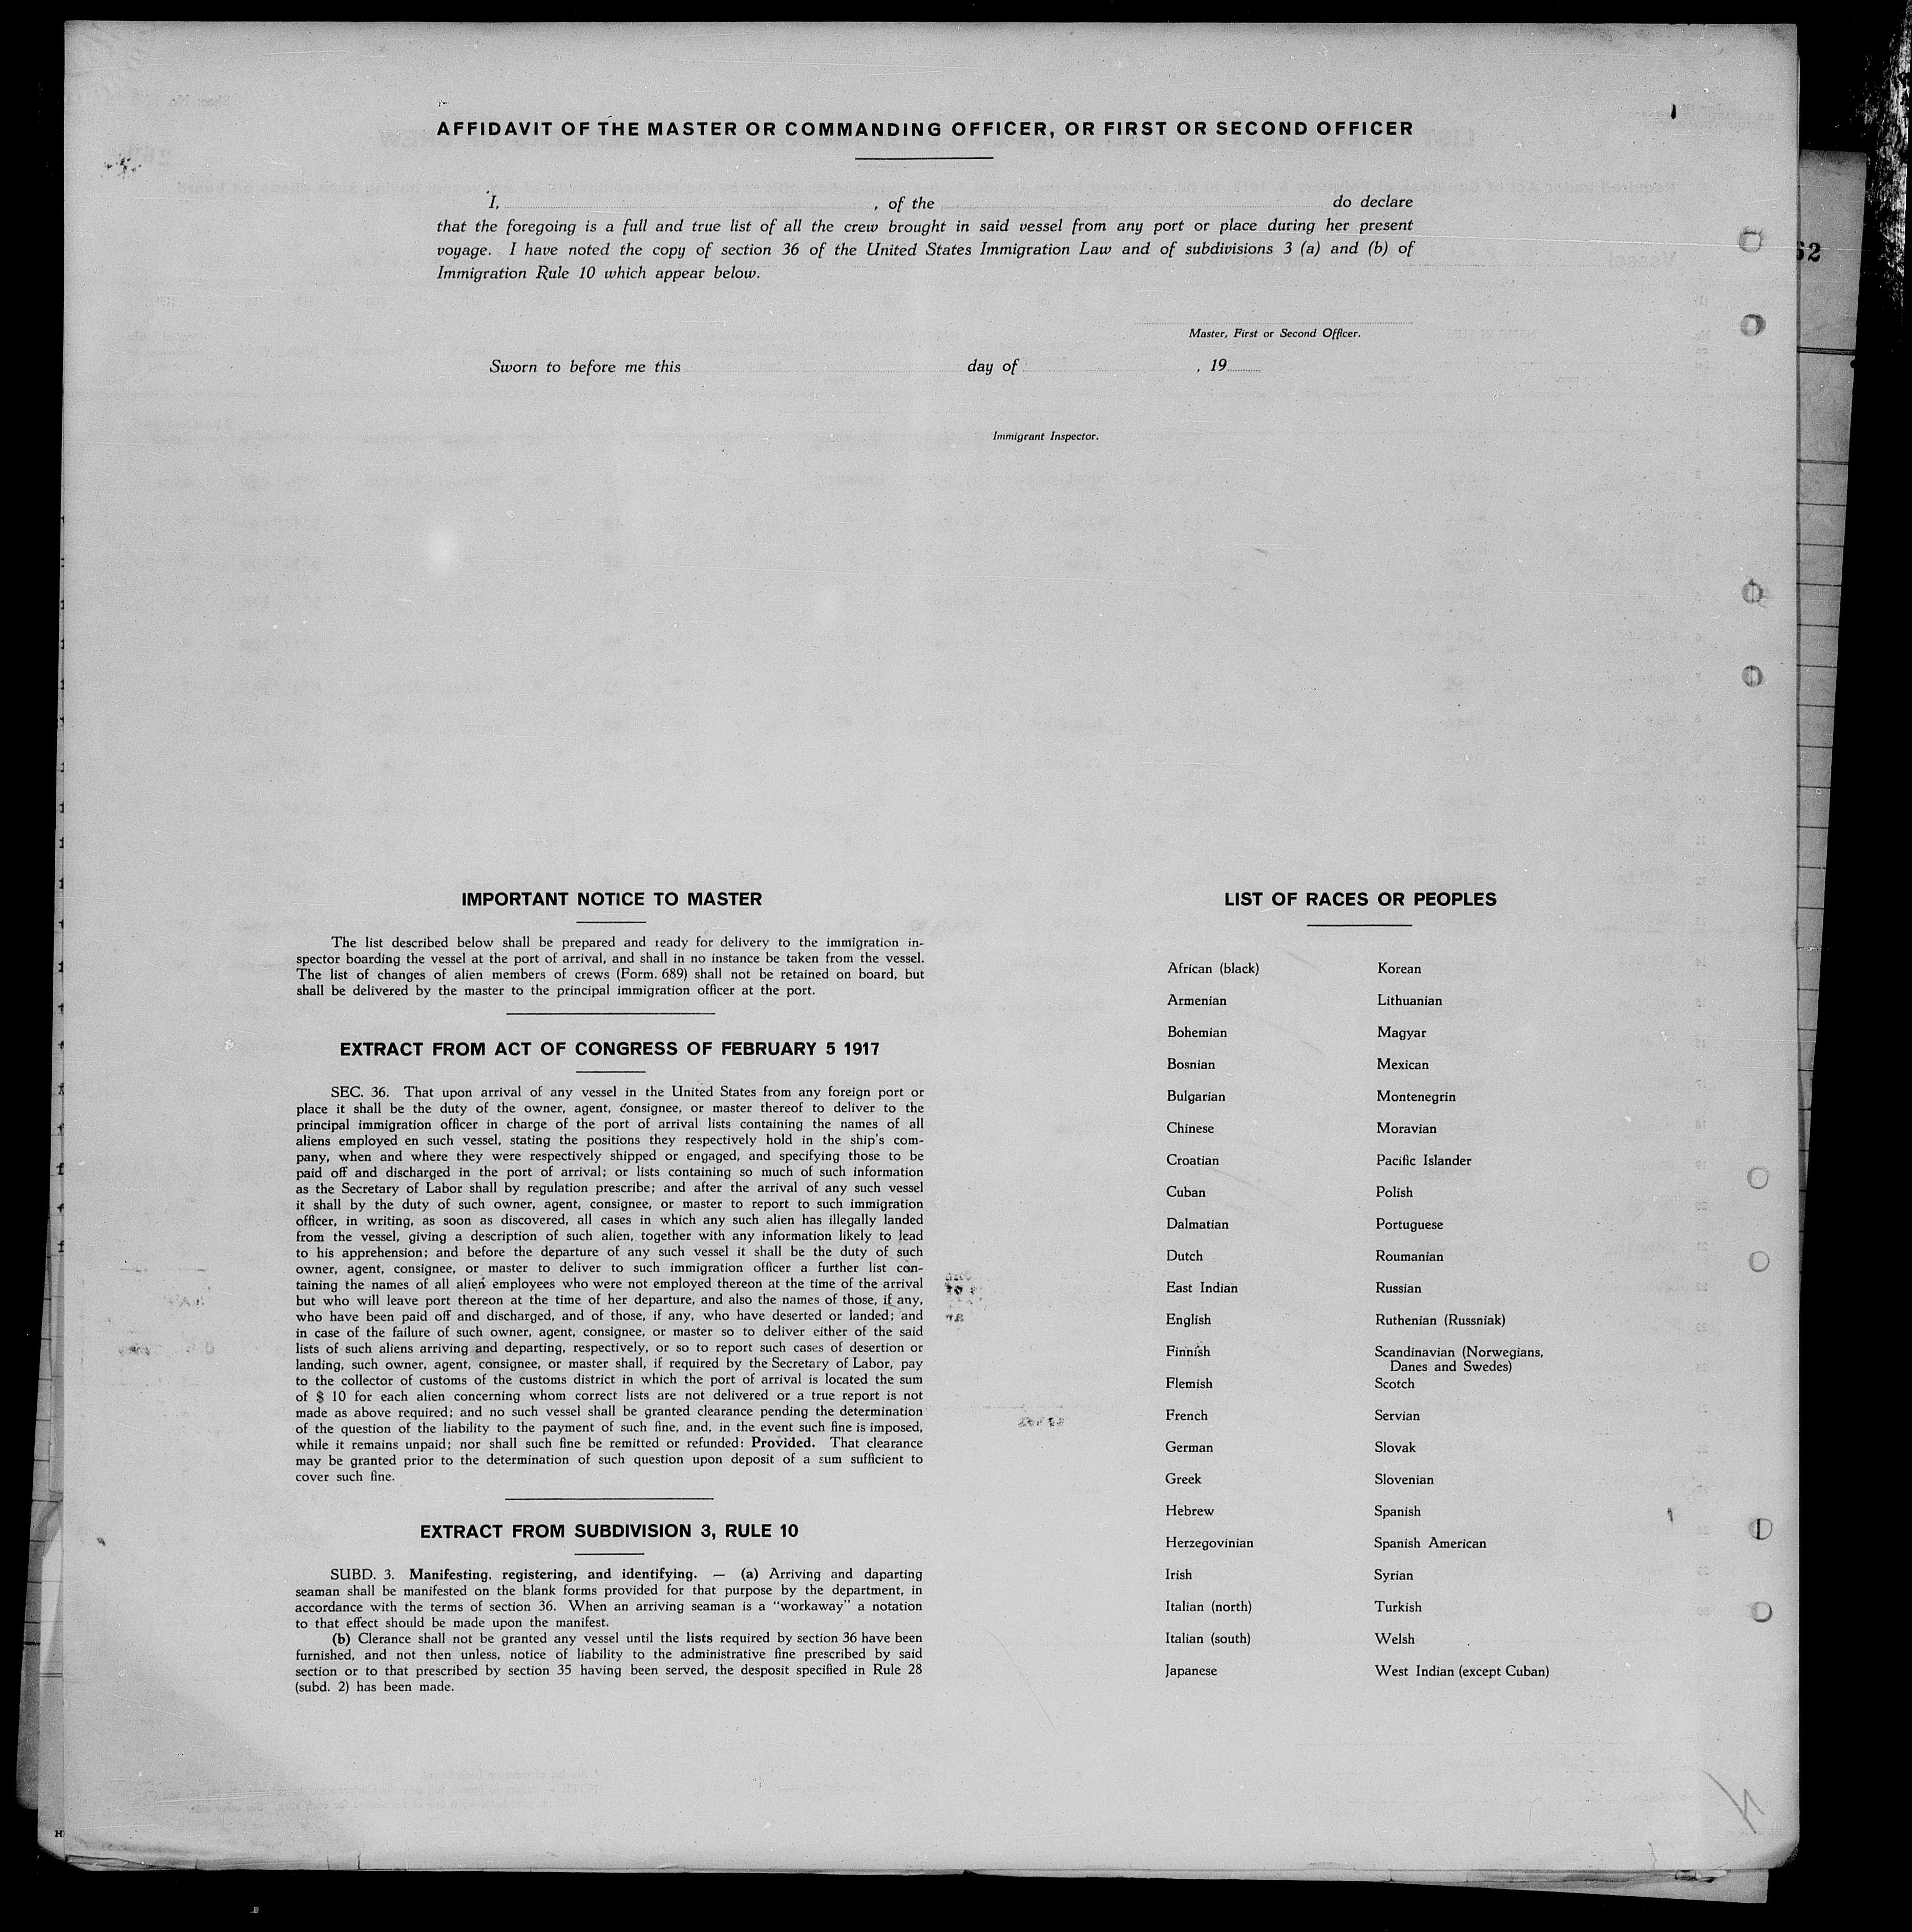 AFFIDAVIT OF THE MASTER OR COMMANDING OFFICER, OR FIRST OR SECOND OFFICER
I, , of the do declare
that the foregoing is a full and true list of all the crew brought in said vessel from any port or place during her present
voyage. I have noted the copy of section 36 of the United States Immigration Law and of subdivisions 3 (a) and (b) of
Immigration Rule 10 which appear below.
Master, First or Second Officer.
Sworn to before me this day of , 19
Immigrant Inspector.
IMPORTANT NOTICE TO MASTER
The list described below shall be prepared and ready for delivery to the immigration in-
spector boarding the vessel at the port of arrival, and shall in no instance be taken from the vessel.
The list of changes of alien members of crews (Form. 689) shall not be retained on board, but
shall be delivered by the master to the principal immigration officer at the port.
EXTRACT FROM ACT OF CONGRESS OF FEBRUARY 5 1917
SEC. 36. That upon arrival of any vessel in the United States from any foreign port or
place it shall be the duty of the owner, agent, consignee, or master thereof to deliver to the
principal immigration officer in charge of the port of arrival lists containing the names of all
aliens employed en such vessel, stating the positions they respectively hold in the ship's com-
pany, when and where they were respectively shipped or engaged, and specifying those to be
paid off and discharged in the port of arrival; or lists containing so much of such information
as the Secretary of Labor shall by regulation prescribe; and after the arrival of any such vessel
it shall by the duty of such owner, agent, consignee, or master to report to such immigration
officer, in writing, as soon as discovered, all cases in which any such alien has illegally landed
from the vessel, giving a description of such alien, together with any information likely to lead
to his apprehension; and before the departure of any such vessel it shall be the duty of such
owner, agent, consignee, or master to deliver to such immigration officer a further list con-
taining the names of all alien employees who were not employed thereon at the time of the arrival
but who will leave port thereon at the time of her departure, and also the names of those, if any,
who have been paid off and discharged, and of those, if any, who have deserted or landed; and
in case of the failure of such owner, agent, consignee, or master so to deliver either of the said
lists of such aliens arriving and departing, respectively, or so to report such cases of desertion or
landing, such owner, agent, consignee, or master shall, if required by the Secretary of Labor, pay
to the collector of customs of the customs district in which the port of arrival is located the sum
of $ 10 for each alien concerning whom correct lists are not delivered or a true report is not
made as above required; and no such vessel shall be granted clearance pending the determination
of the question of the liability to the payment of such fine, and, in the event such fine is imposed,
while it remains unpaid; nor shall such fine be remitted or refunded: Provided. That clearance
may be granted prior to the determination of such question upon deposit of a sum sufficient to
cover such fine.
EXTRACT FROM SUBDIVISION 3, RULE 10
SUBD. 3. Manifesting, registering, and identifying. — (a) Arriving and daparting
seaman shall be manifested on the blank forms provided for that purpose by the department, in
accordance with the terms of section 36. When an arriving seaman is a "workaway" a notation
to that effect should be made upon the manifest.
(b) Clerance shall not be granted any vessel until the lists required by section 36 have been
furnished, and not then unless, notice of liability to the administrative fine prescribed by said
section or to that prescribed by section 35 having been served, the desposit specified in Rule 28
(subd. 2) has been made.
LIST OF RACES OR PEOPLES
African (black)
Armenian
Bohemian
Bosnian
Bulgarian
Chinese
Croatian
Cuban
Dalmatian
Dutch
East Indian
English
Finnish
Flemish
French
German
Greek
Hebrew
Herzegovinian
Irish
Italian (north)
Italian (south)
Japanese
Korean
Lithuanian
Magyar
Mexican
Montenegrin
Moravian
Pacific Islander
Polish
Portuguese
Roumanian
Russian
Ruthenian (Russniak)
Scandinavian (Norwegians,
Danes and Swedes)
Scotch
Servian
Slovak
Slovenian
Spanish
Spanish American
Syrian
Turkish
Welsh
West Indian (except Cuban)